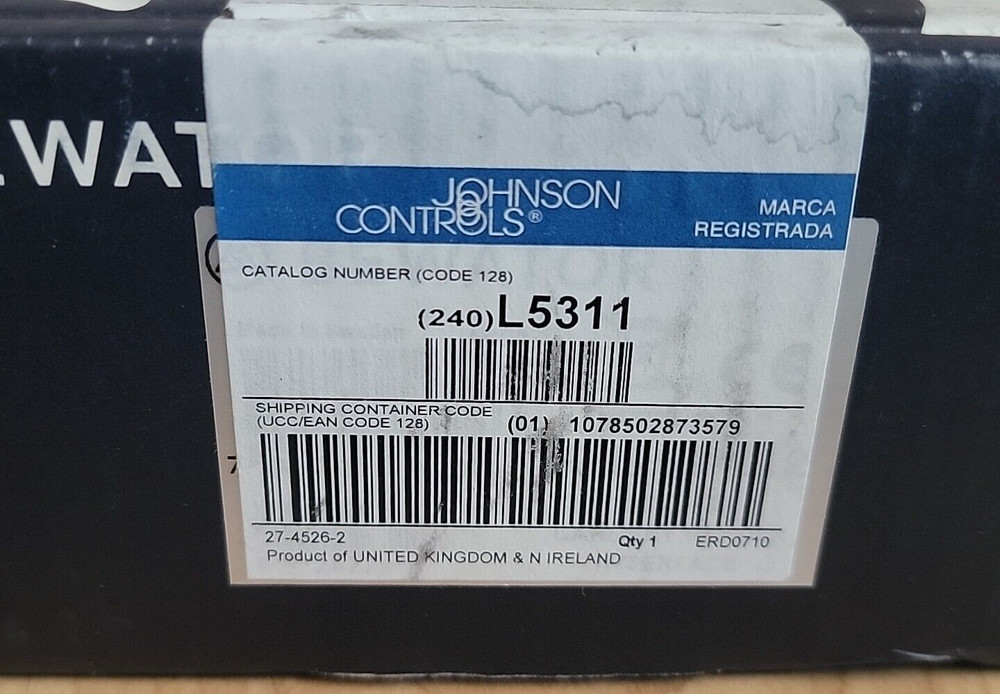 WAT
JOHNSON
CONTROLS®
MARCA
REGISTRADA
CATALOG NUMBER (CODE 128)
(240)L5311
SHIPPING CONTAINER CODE
(UCC/EAN CODE 128)
(01) 1078502873579
27-4526-2
Qty 1
ERD0710
Product of UNITED KINGDOM & N IRELAND